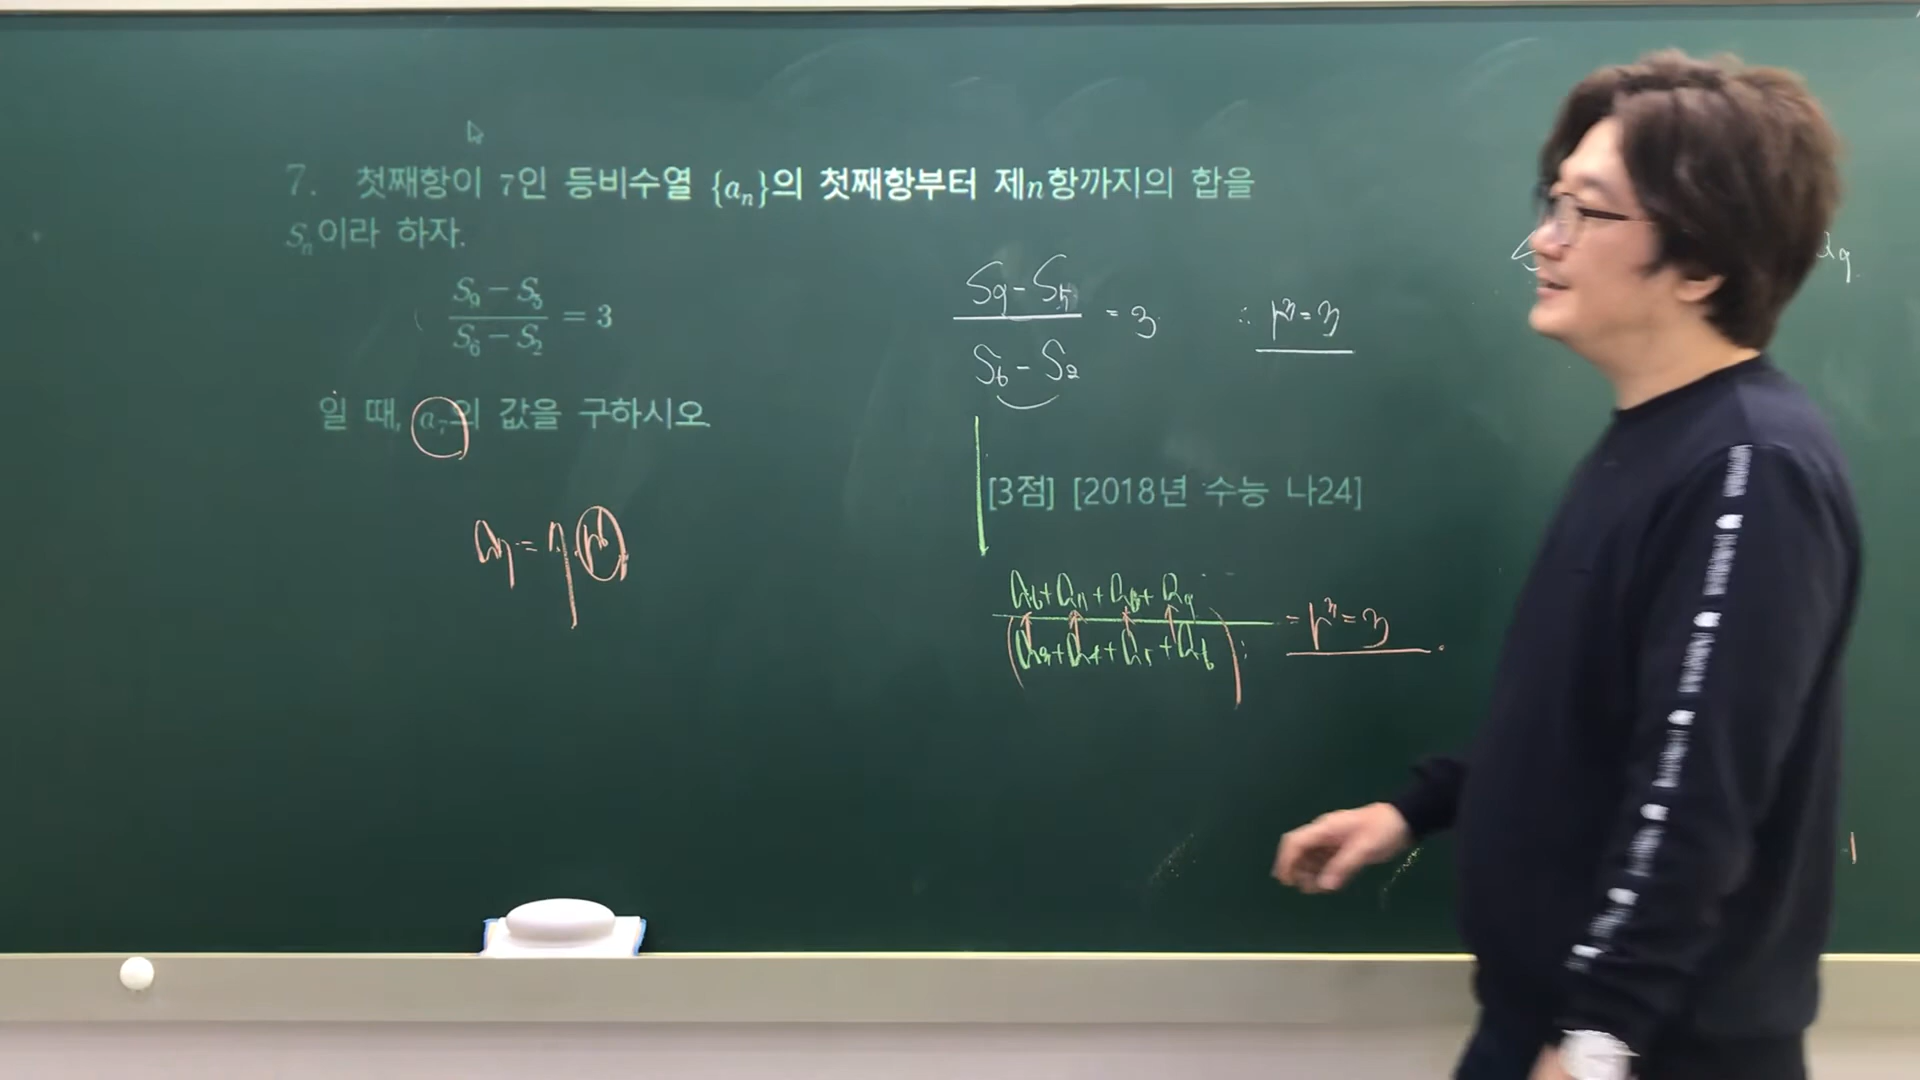 7. 첫째항이 7인 등비수열 {aₙ}의 첫째항부터 제n항까지의 합을
Sₙ이라 하자.
(S₉ − S₅)/(S₆ − S₂) = 3
일 때, a₇의 값을 구하시오.
[3점] [2018년 수능 나24]
(S₉ - S₅)/(S₆ - S₂) = 3 ∴ r³ = 3
(a₆ + a₇ + a₈ + a₉)/(a₃ + a₄ + a₅ + a₆) = r³ = 3
a₇ = 7·r⁶
a₉